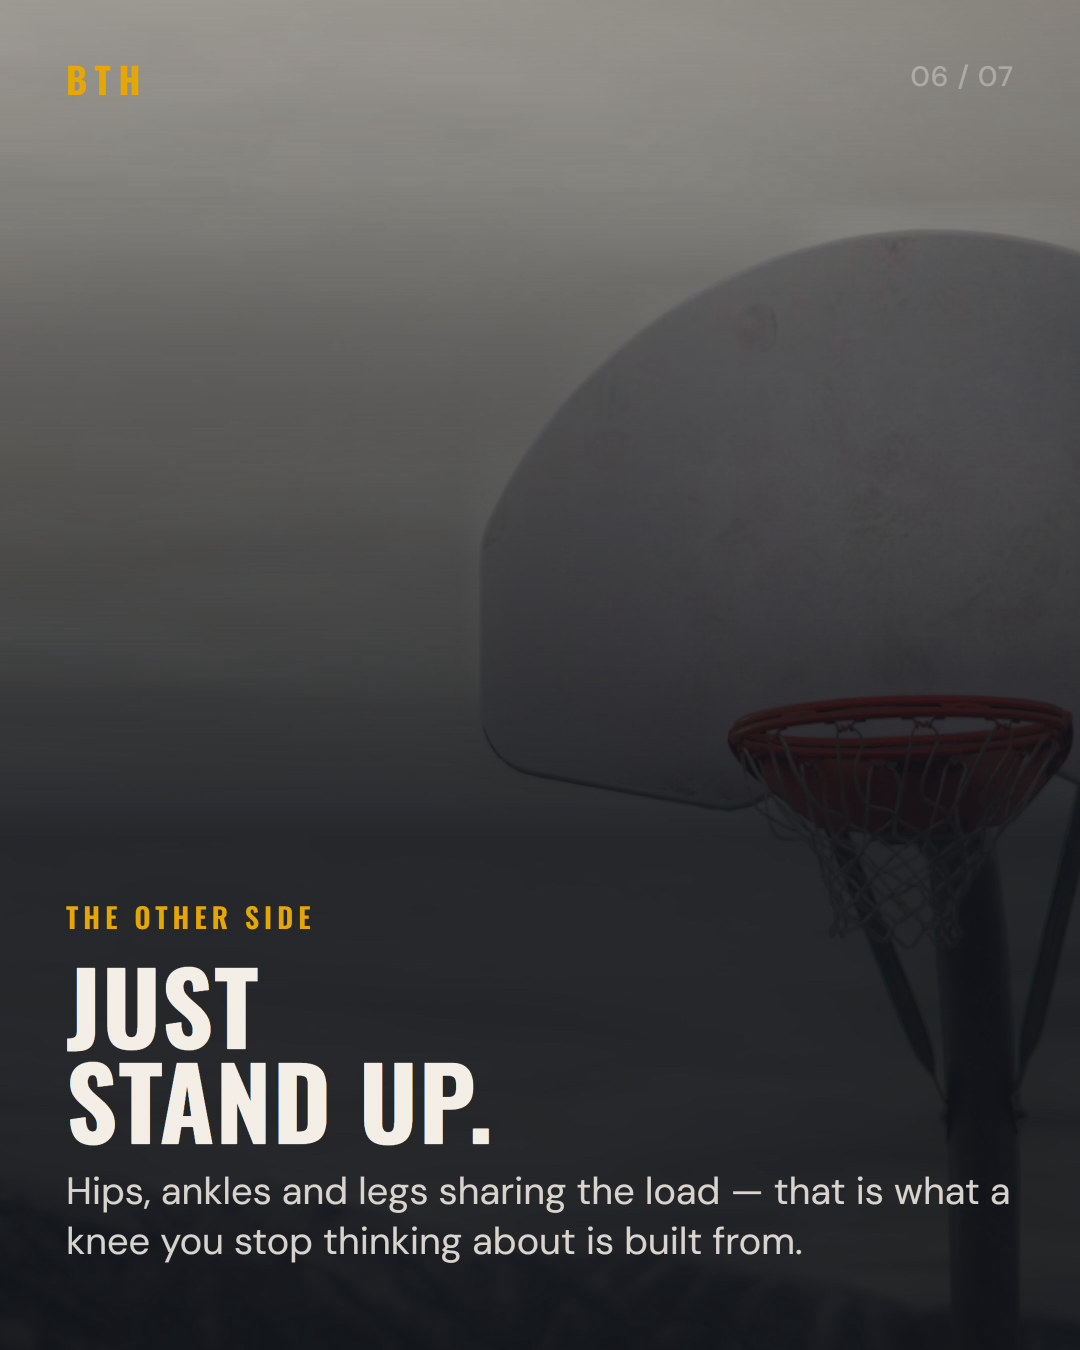 BTH
06 / 07
THE OTHER SIDE
JUST
STAND UP.
Hips, ankles and legs sharing the load — that is what a
knee you stop thinking about is built from.